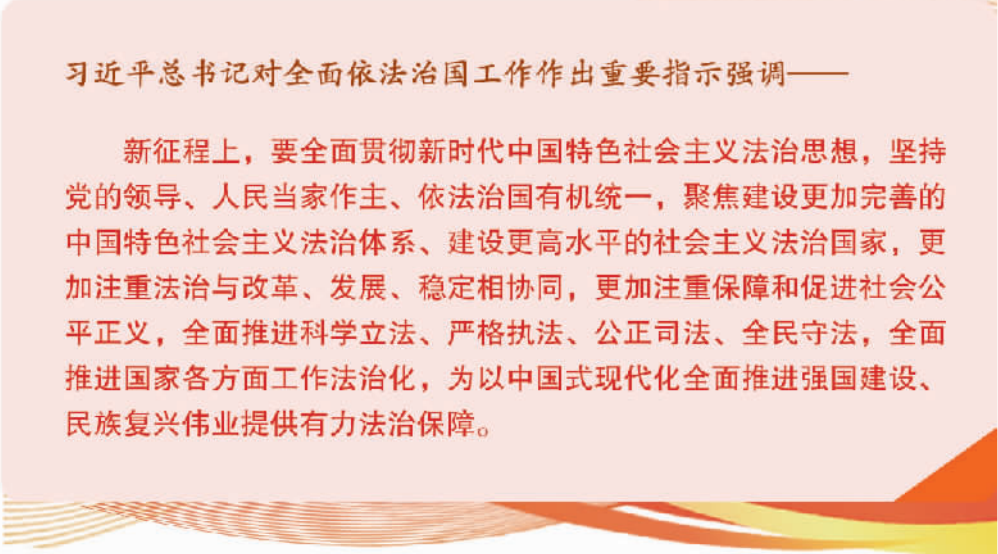 习近平总书记对全面依法治国工作作出重要指示强调——
新征程上，要全面贯彻新时代中国特色社会主义法治思想，坚持
党的领导、人民当家作主、依法治国有机统一，聚焦建设更加完善的
中国特色社会主义法治体系、建设更高水平的社会主义法治国家，更
加注重法治与改革、发展、稳定相协同，更加注重保障和促进社会公
平正义，全面推进科学立法、严格执法、公正司法、全民守法，全面
推进国家各方面工作法治化，为以中国式现代化全面推进强国建设、
民族复兴伟业提供有力法治保障。